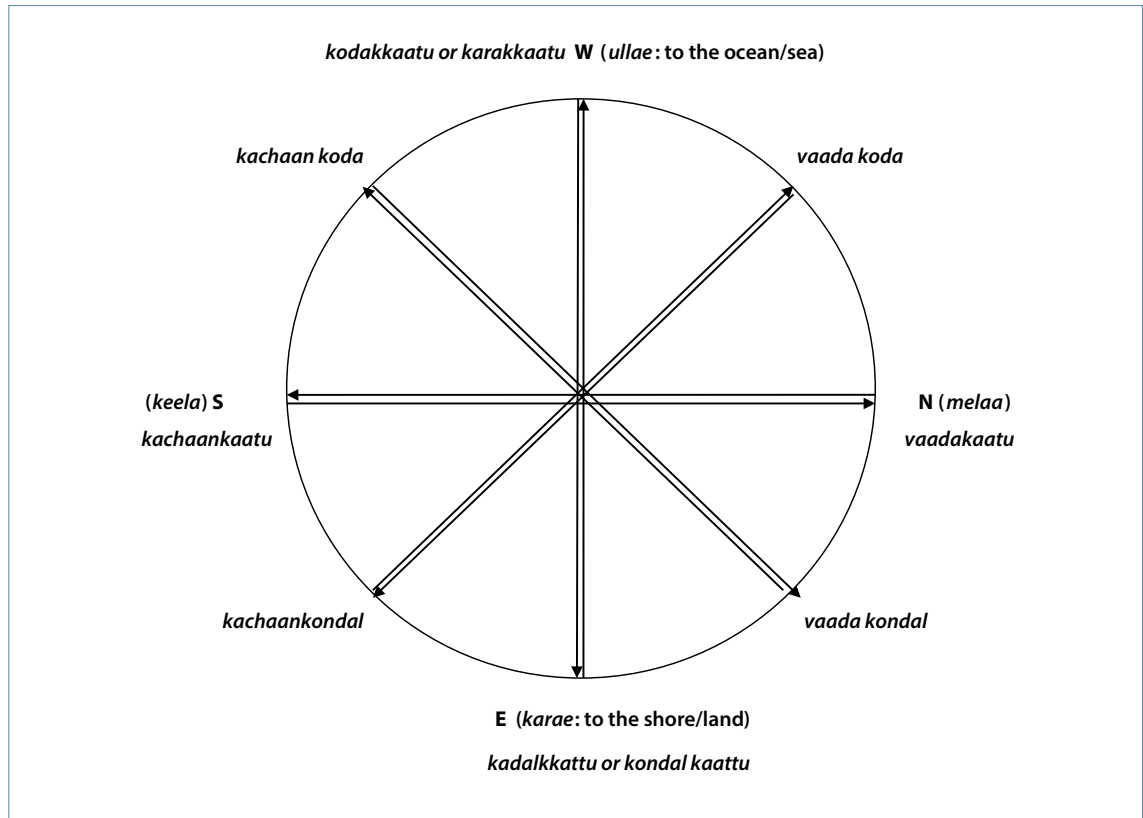 kodakkaatu or karakkaatu W (ullae: to the ocean/sea)
kachaan koda
vaada koda
(keela) S
kachaankaatu
N (melaa)
vaadakaatu
kachaankondal
vaada kondal
E (karae: to the shore/land)
kadalkkattu or kondal kaattu